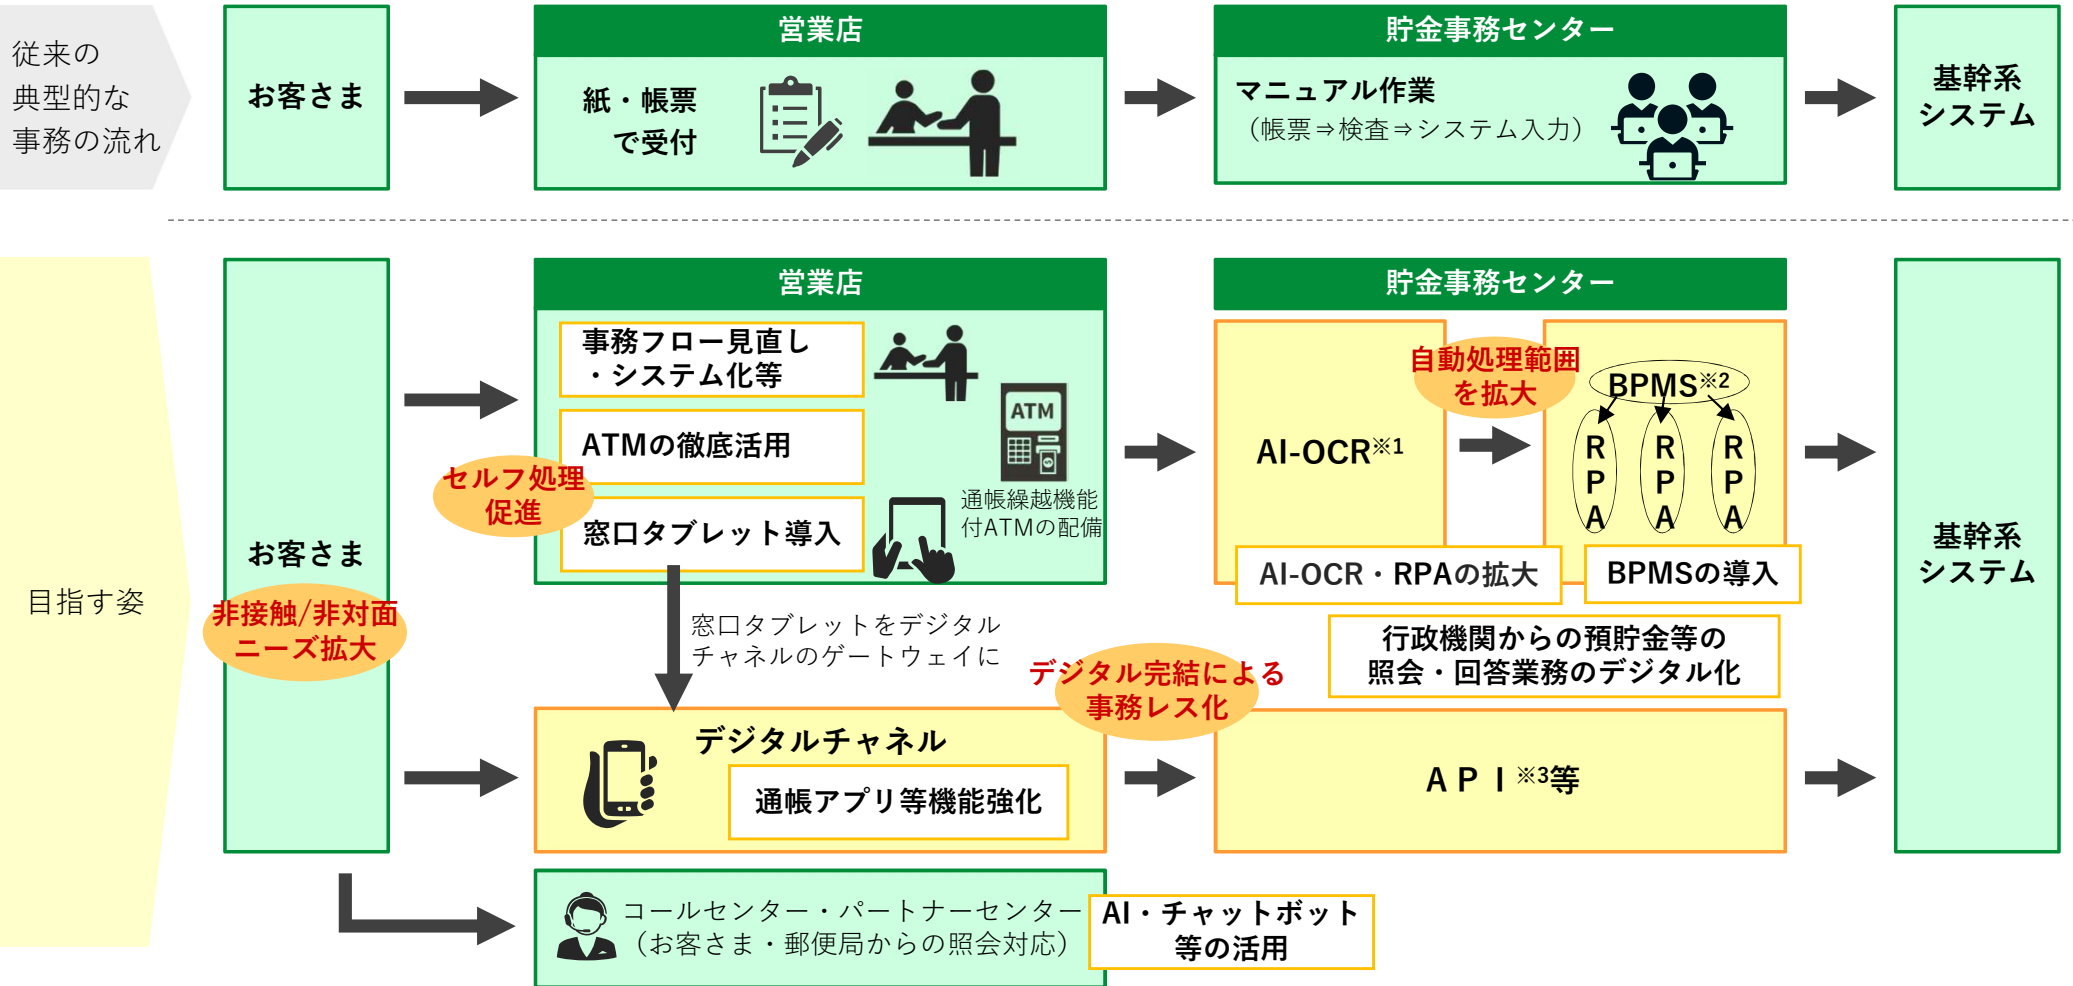 従来の
典型的な
事務の流れ
お客さま
営業店
紙・帳票
で受付
貯金事務センター
マニュアル作業
（帳票⇒検査⇒システム入力）
基幹系
システム
目指す姿
お客さま
非接触/非対面
ニーズ拡大
営業店
事務フロー見直し
・システム化等
ATMの徹底活用
セルフ処理
促進
窓口タブレット導入
ATM
通帳繰越機能
付ATMの配備
窓口タブレットをデジタル
チャネルのゲートウェイに
貯金事務センター
AI-OCR※1
自動処理範囲
を拡大
BPMS※2
RPA
RPA
RPA
AI-OCR・RPAの拡大
BPMSの導入
行政機関からの預貯金等の
照会・回答業務のデジタル化
デジタル完結による
事務レス化
デジタルチャネル
通帳アプリ等機能強化
ＡＰＩ※3等
基幹系
システム
コールセンター・パートナーセンター
（お客さま・郵便局からの照会対応）
AI・チャットボット
等の活用